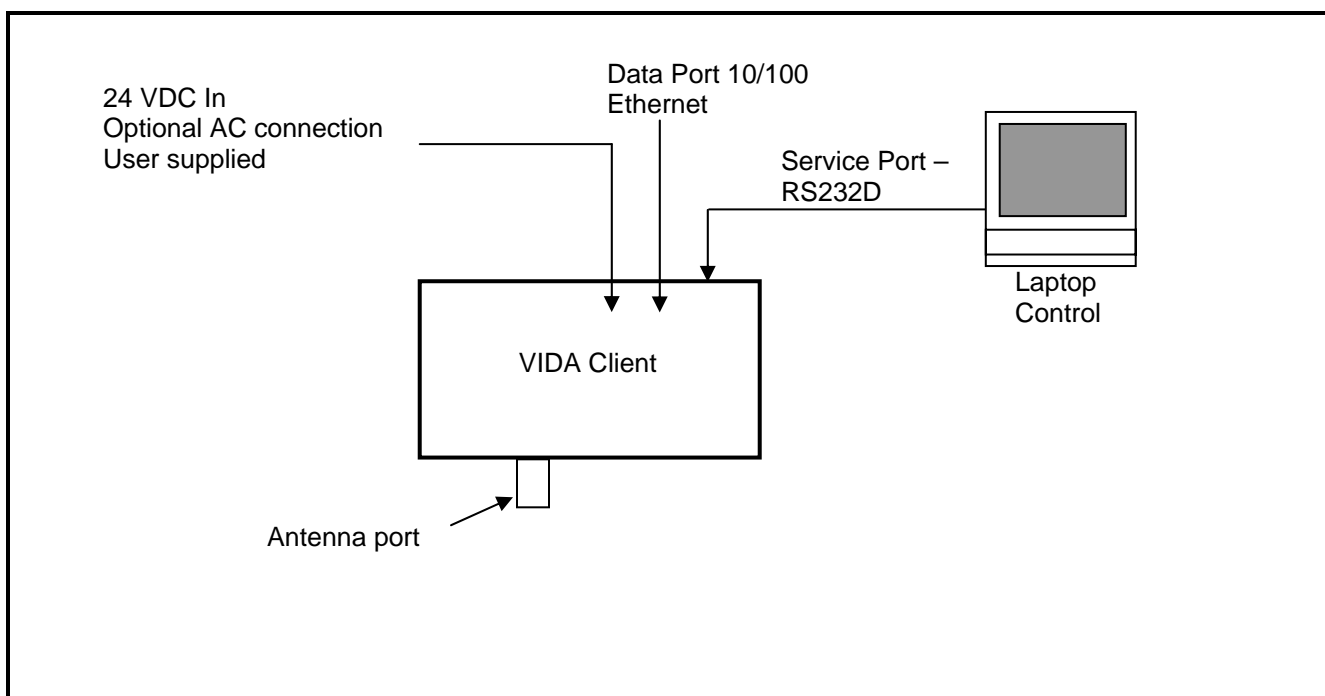 24 VDC In
Optional AC connection
User supplied
Data Port 10/100
Ethernet
Service Port –
RS232D
Laptop
Control
VIDA Client
Antenna port